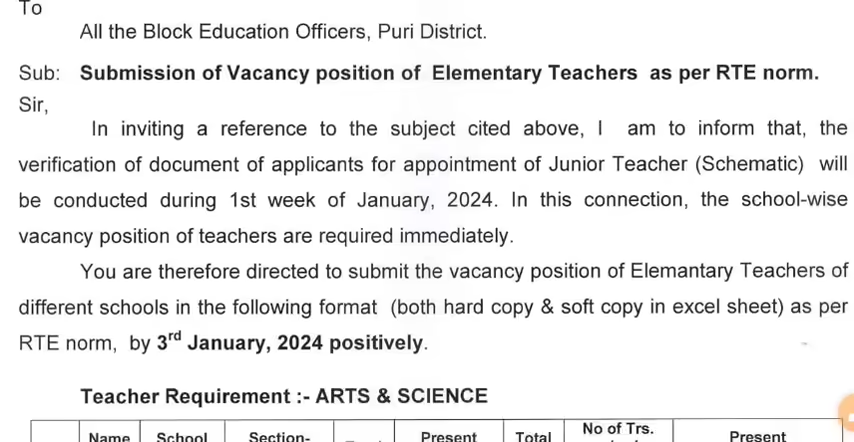 To
All the Block Education Officers, Puri District.
Sub: Submission of Vacancy position of Elementary Teachers as per RTE norm.
Sir,
In inviting a reference to the subject cited above, I am to inform that, the
verification of document of applicants for appointment of Junior Teacher (Schematic) will
be conducted during 1st week of January, 2024. In this connection, the school-wise
vacancy position of teachers are required immediately.
You are therefore directed to submit the vacancy position of Elemantary Teachers of
different schools in the following format (both hard copy & soft copy in excel sheet) as per
RTE norm, by 3rd January, 2024 positively.
Teacher Requirement :- ARTS & SCIENCE
Name School Section- Present Total No of Trs. Present